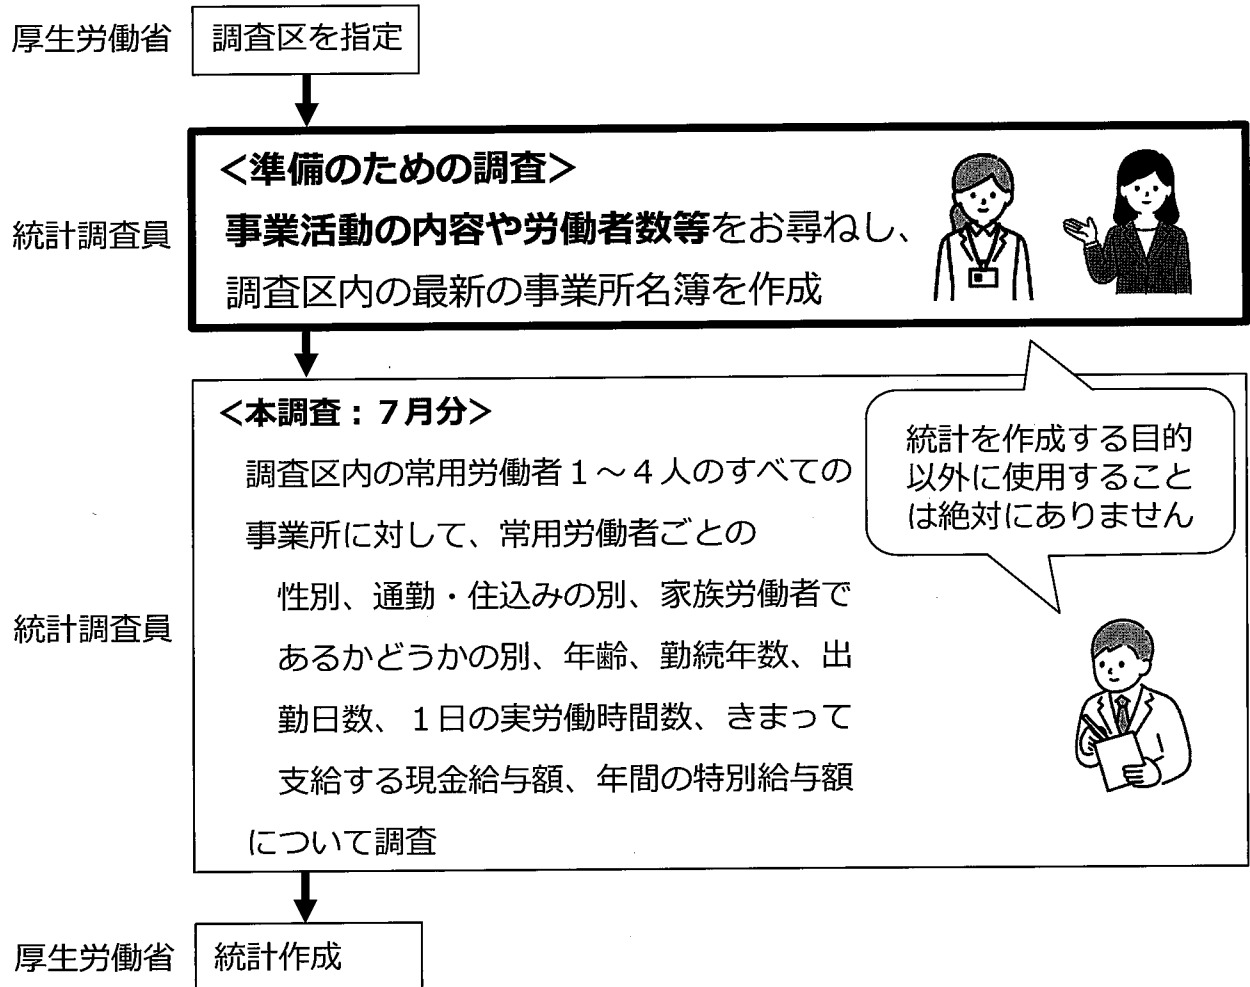 厚生労働省
調査区を指定
統計調査員
＜準備のための調査＞
事業活動の内容や労働者数等をお尋ねし、
調査区内の最新の事業所名簿を作成
統計調査員
＜本調査：７月分＞
調査区内の常用労働者１～４人のすべての
事業所に対して、常用労働者ごとの
性別、通勤・住込みの別、家族労働者で
あるかどうかの別、年齢、勤続年数、出
勤日数、１日の実労働時間数、きまって
支給する現金給与額、年間の特別給与額
について調査
統計を作成する目的
以外に使用すること
は絶対にありません
厚生労働省
統計作成